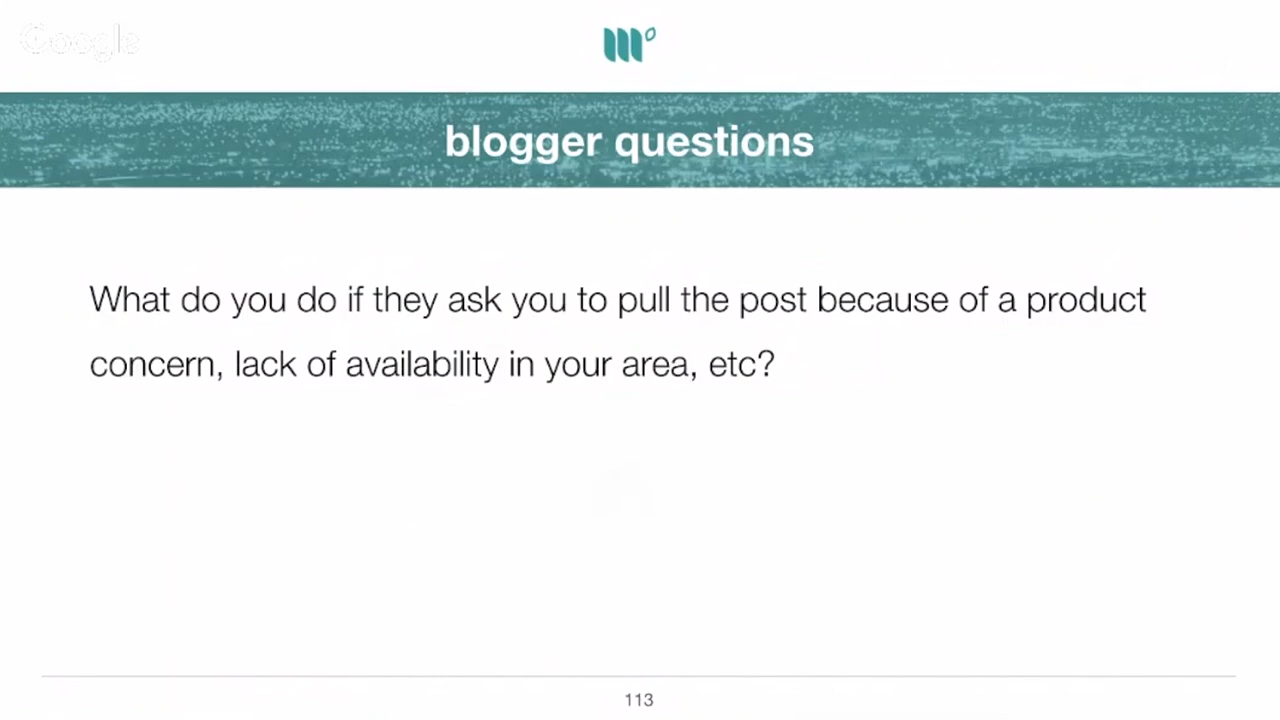 Google
blogger questions
What do you do if they ask you to pull the post because of a product
concern, lack of availability in your area, etc?
113